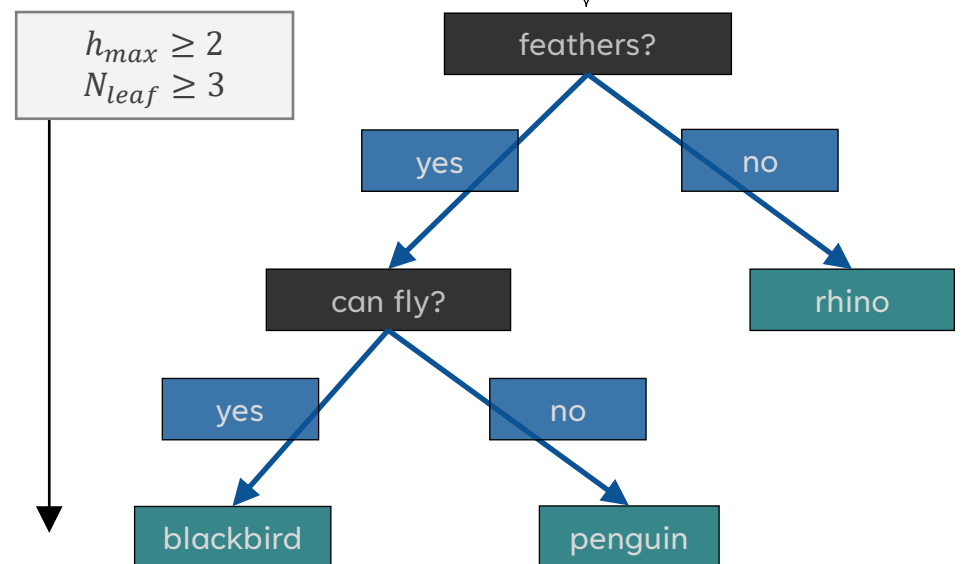 h_max ≥ 2
N_leaf ≥ 3
feathers?
yes
no
can fly?
rhino
yes
no
blackbird
penguin